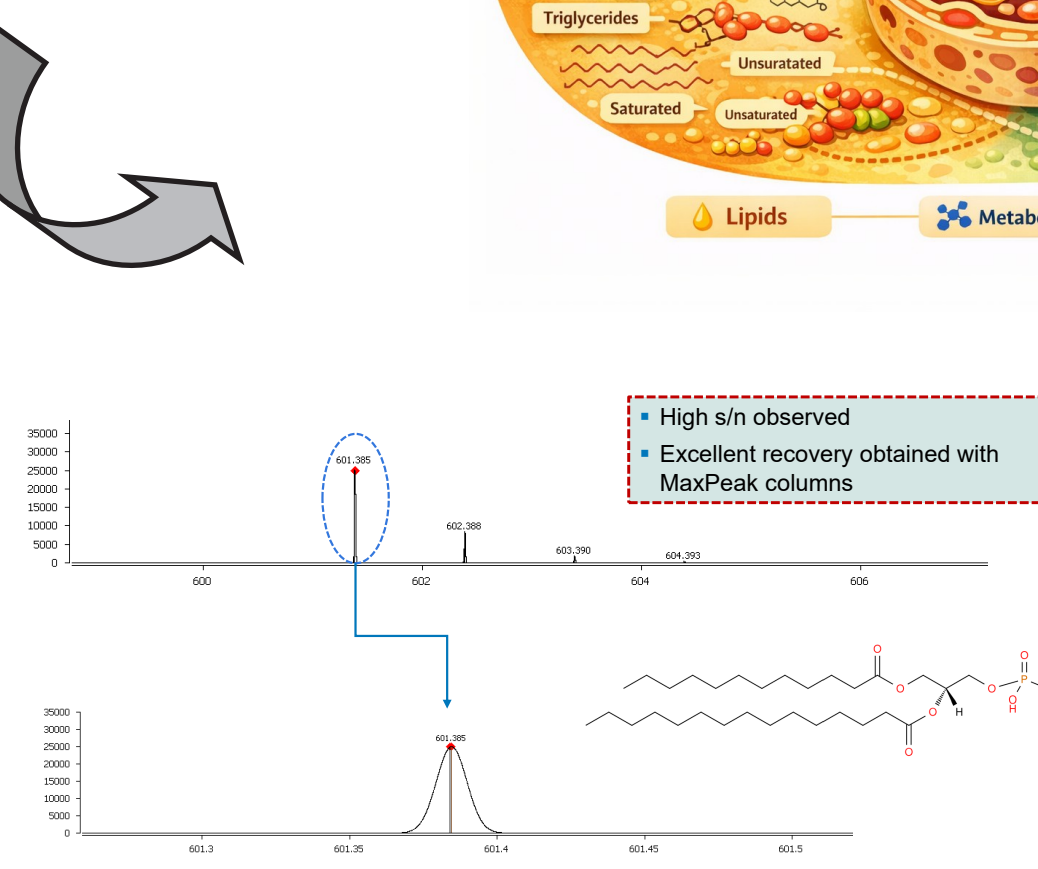 Triglycerides
Unsuratated
Saturated
Unsaturated
Lipids
Metab
▪ High s/n observed
▪ Excellent recovery obtained with
MaxPeak columns
35000
30000
25000
20000
15000
10000
5000
0
601.385
602.388
603.390
604.393
600
602
604
606
O
O
O
O
P
O
H
O
H
O
35000
30000
25000
20000
15000
10000
5000
0
601.385
601.3
601.35
601.4
601.45
601.5